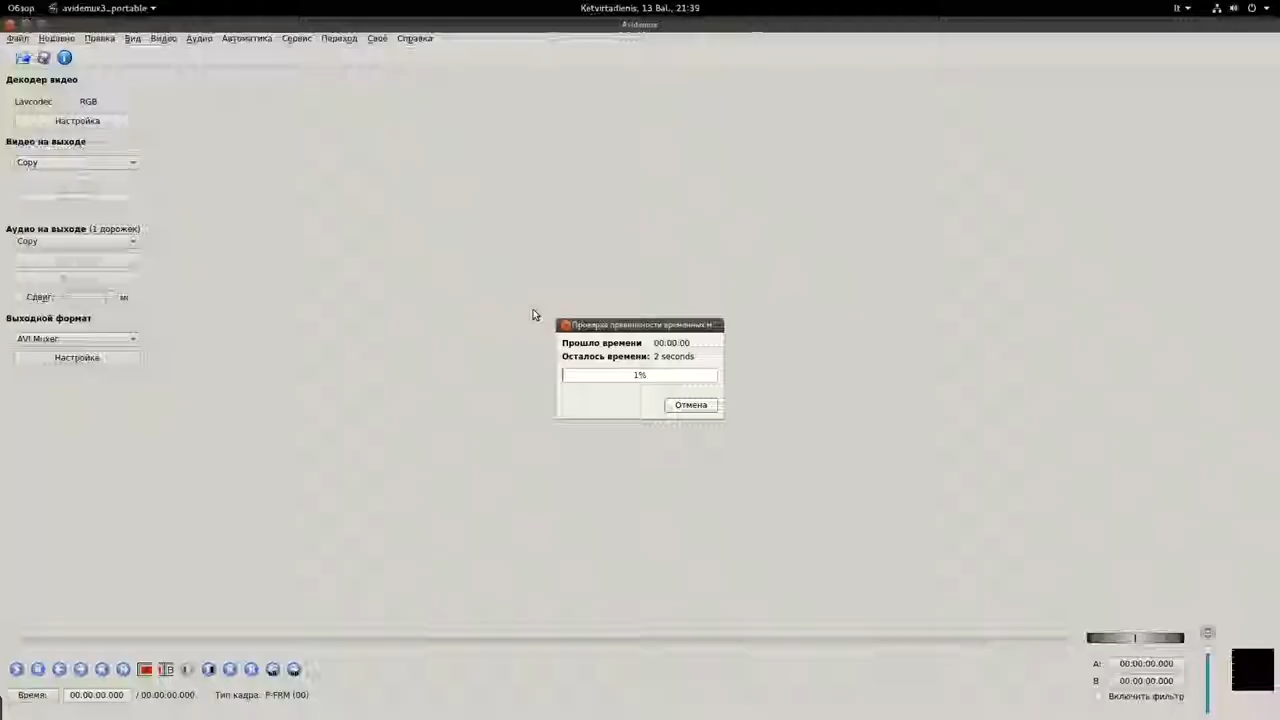 Обзор avidemux3_portable Ketvirtadienis, 13 Bal., 21:39 lt
Avidemux
Файл Недавно Правка Вид Видео Аудио Автоматика Сервис Переход Своё Справка
Декодер видео
Lavcodec RGB
Настройка
Видео на выходе
Copy
Аудио на выходе (1 дорожек)
Copy
Сдвиг:
Выходной формат
AVI Muxer
Настройка
Проверка правильности временных м
Прошло времени 00:00:00
Осталось времени: 2 seconds
1%
Отмена
A: 00:00:00.000
B 00:00:00.000
Включить фильтр
Время: 00:00:00.000 / 00:00:00.000 Тип кадра: P-FRM (00)